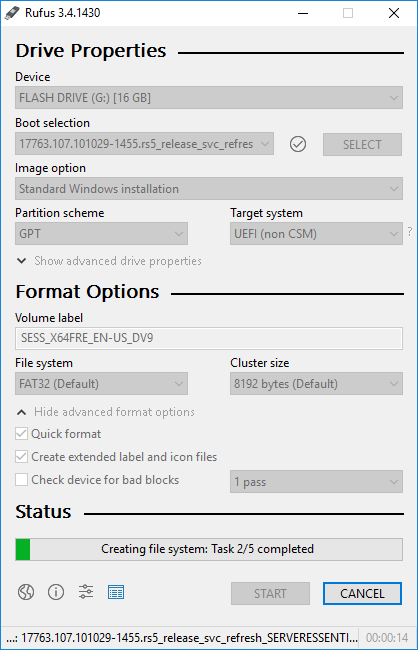 Rufus 3.4.1430
Drive Properties
Device
FLASH DRIVE (G:) [16 GB]
Boot selection
17763.107.101029-1455.rs5_release_svc_refres
SELECT
Image option
Standard Windows installation
Partition scheme
Target system
GPT
UEFI (non CSM)
?
Show advanced drive properties
Format Options
Volume label
SESS_X64FRE_EN-US_DV9
File system
Cluster size
FAT32 (Default)
8192 bytes (Default)
Hide advanced format options
Quick format
Create extended label and icon files
Check device for bad blocks
1 pass
Status
Creating file system: Task 2/5 completed
START
CANCEL
...: 17763.107.101029-1455.rs5_release_svc_refresh_SERVERESSENTI...
00:00:14